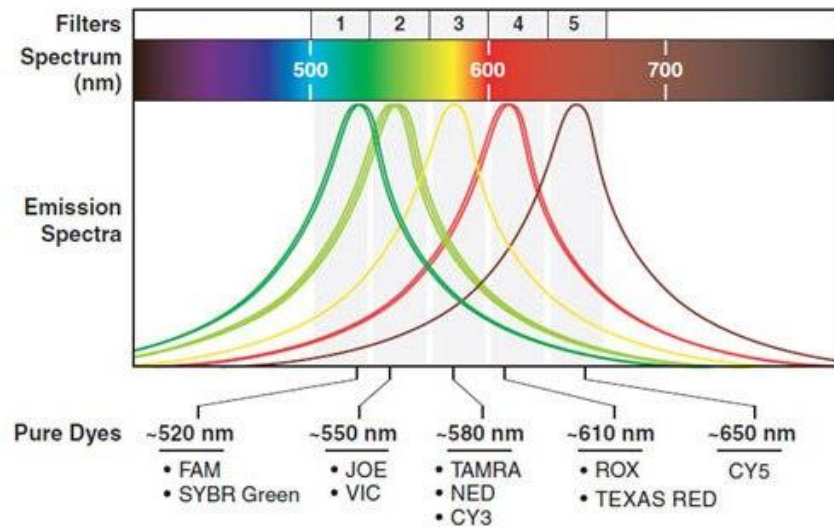 Filters 1 2 3 4 5
Spectrum (nm) 500 600 700
Emission Spectra
Pure Dyes ~520 nm ~550 nm ~580 nm ~610 nm ~650 nm
• FAM • JOE • TAMRA • ROX CY5
• SYBR Green • VIC • NED • TEXAS RED
• CY3